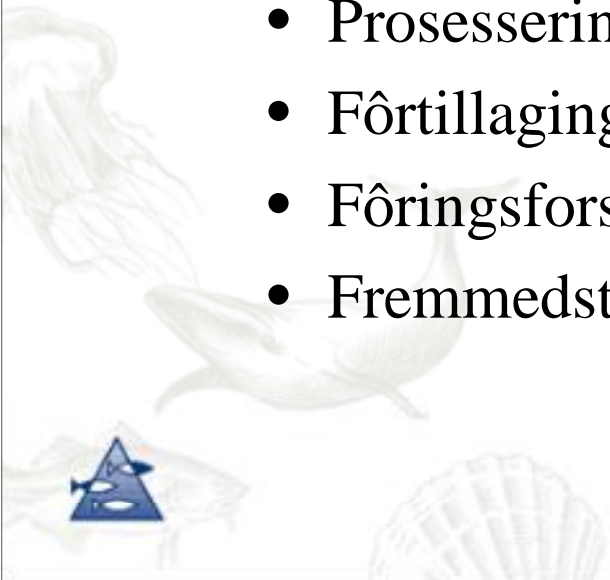 • Prosesserin
• Fôrtillaging
• Fôringsfors
• Fremmedst